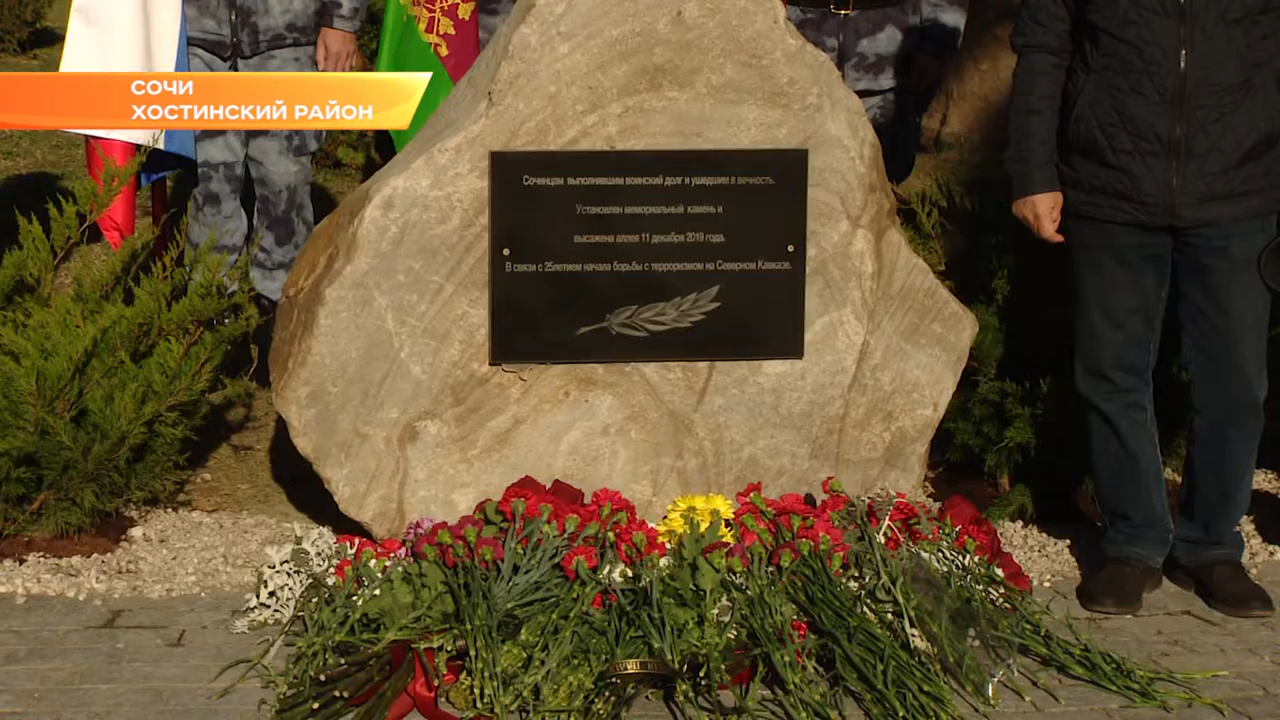 СОЧИ
ХОСТИНСКИЙ РАЙОН
Сочинцам выполнявшим воинский долг и ушедшим в вечность.
Установлен мемориальный камень и
высажена аллея 11 декабря 2019 года.
В связи с 25летием начала борьбы с терроризмом на Северном Кавказе.